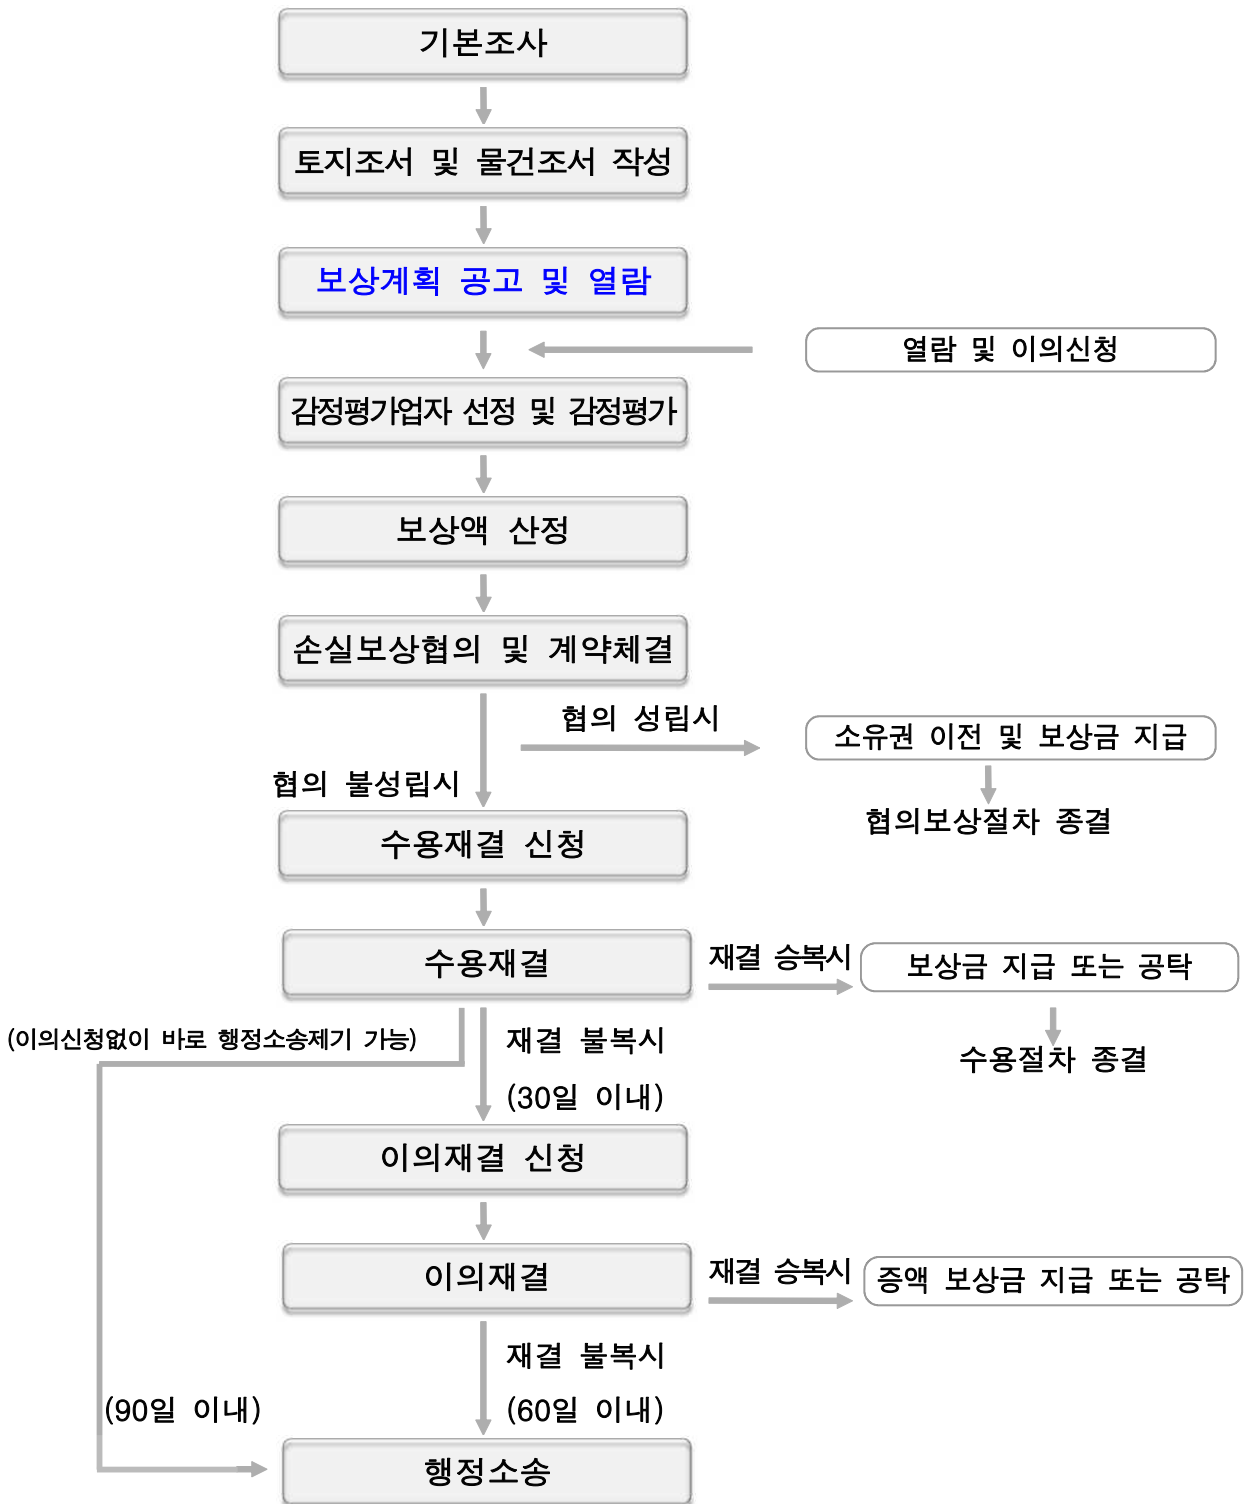 기본조사
토지조서 및 물건조서 작성
보상계획 공고 및 열람
열람 및 이의신청
감정평가업자 선정 및 감정평가
보상액 산정
손실보상협의 및 계약체결
협의 성립시
소유권 이전 및 보상금 지급
협의 불성립시
협의보상절차 종결
수용재결 신청
수용재결
재결 승복시
보상금 지급 또는 공탁
(이의신청없이 바로 행정소송제기 가능)
재결 불복시
수용절차 종결
(30일 이내)
이의재결 신청
이의재결
재결 승복시
증액 보상금 지급 또는 공탁
재결 불복시
(90일 이내)
(60일 이내)
행정소송